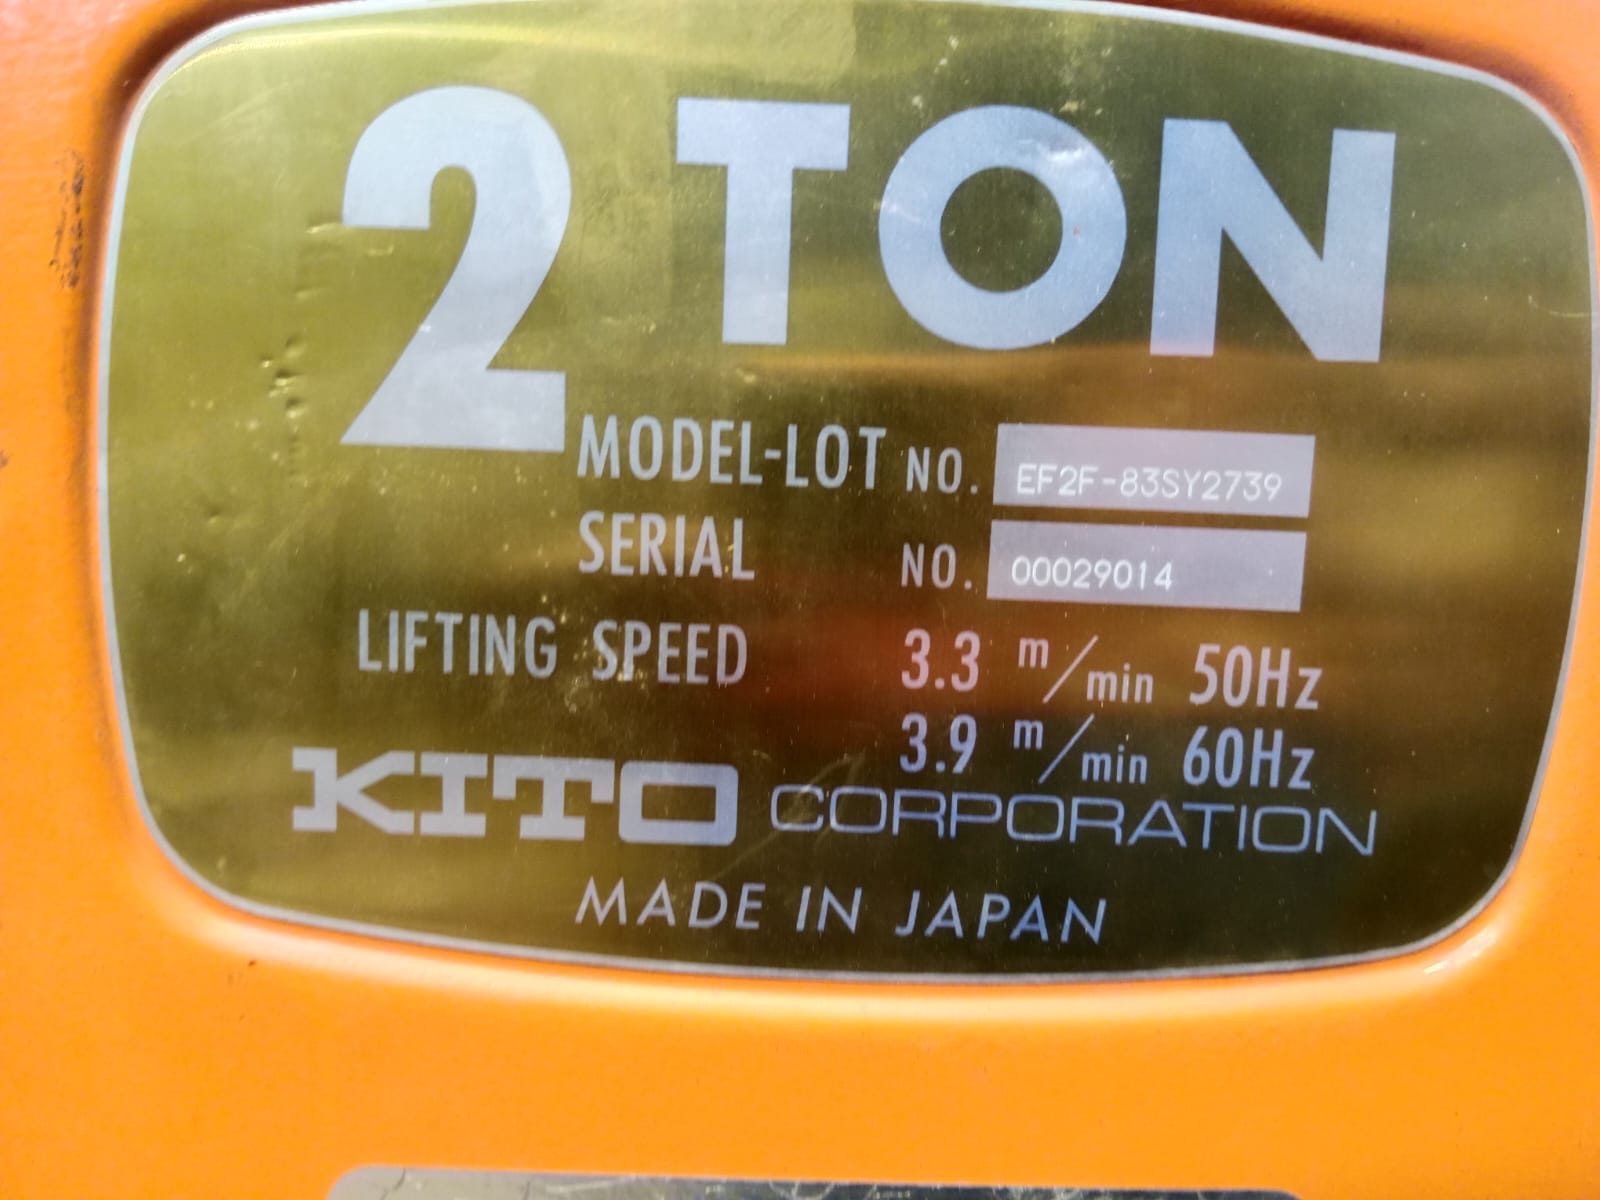 2 TON
MODEL-LOT NO. EF2F-83SY2739
SERIAL NO. 00029014
LIFTING SPEED 3.3 m/min 50Hz
3.9 m/min 60Hz
KITO CORPORATION
MADE IN JAPAN